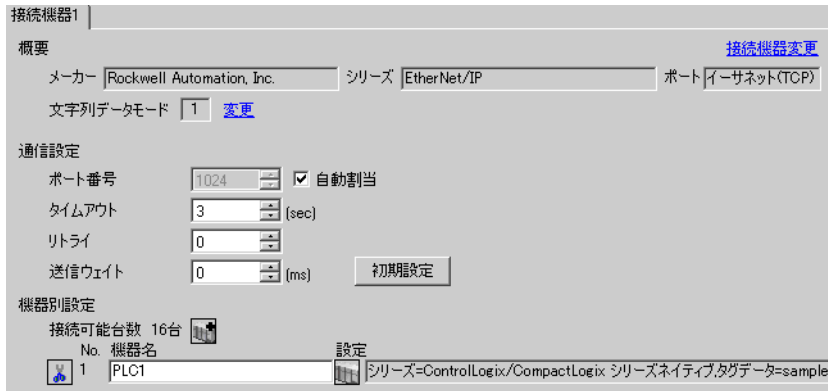 接続機器1
概要 接続機器変更
メーカー Rockwell Automation, Inc. シリーズ EtherNet/IP ポート イーサネット(TCP)
文字列データモード 1 変更
通信設定
ポート番号 1024 自動割当
タイムアウト 3 (sec)
リトライ 0
送信ウェイト 0 (ms) 初期設定
機器別設定
接続可能台数 16台
No. 機器名 設定
1 PLC1 シリーズ=ControlLogix/CompactLogix シリーズネイティブ,タグデータ=sample